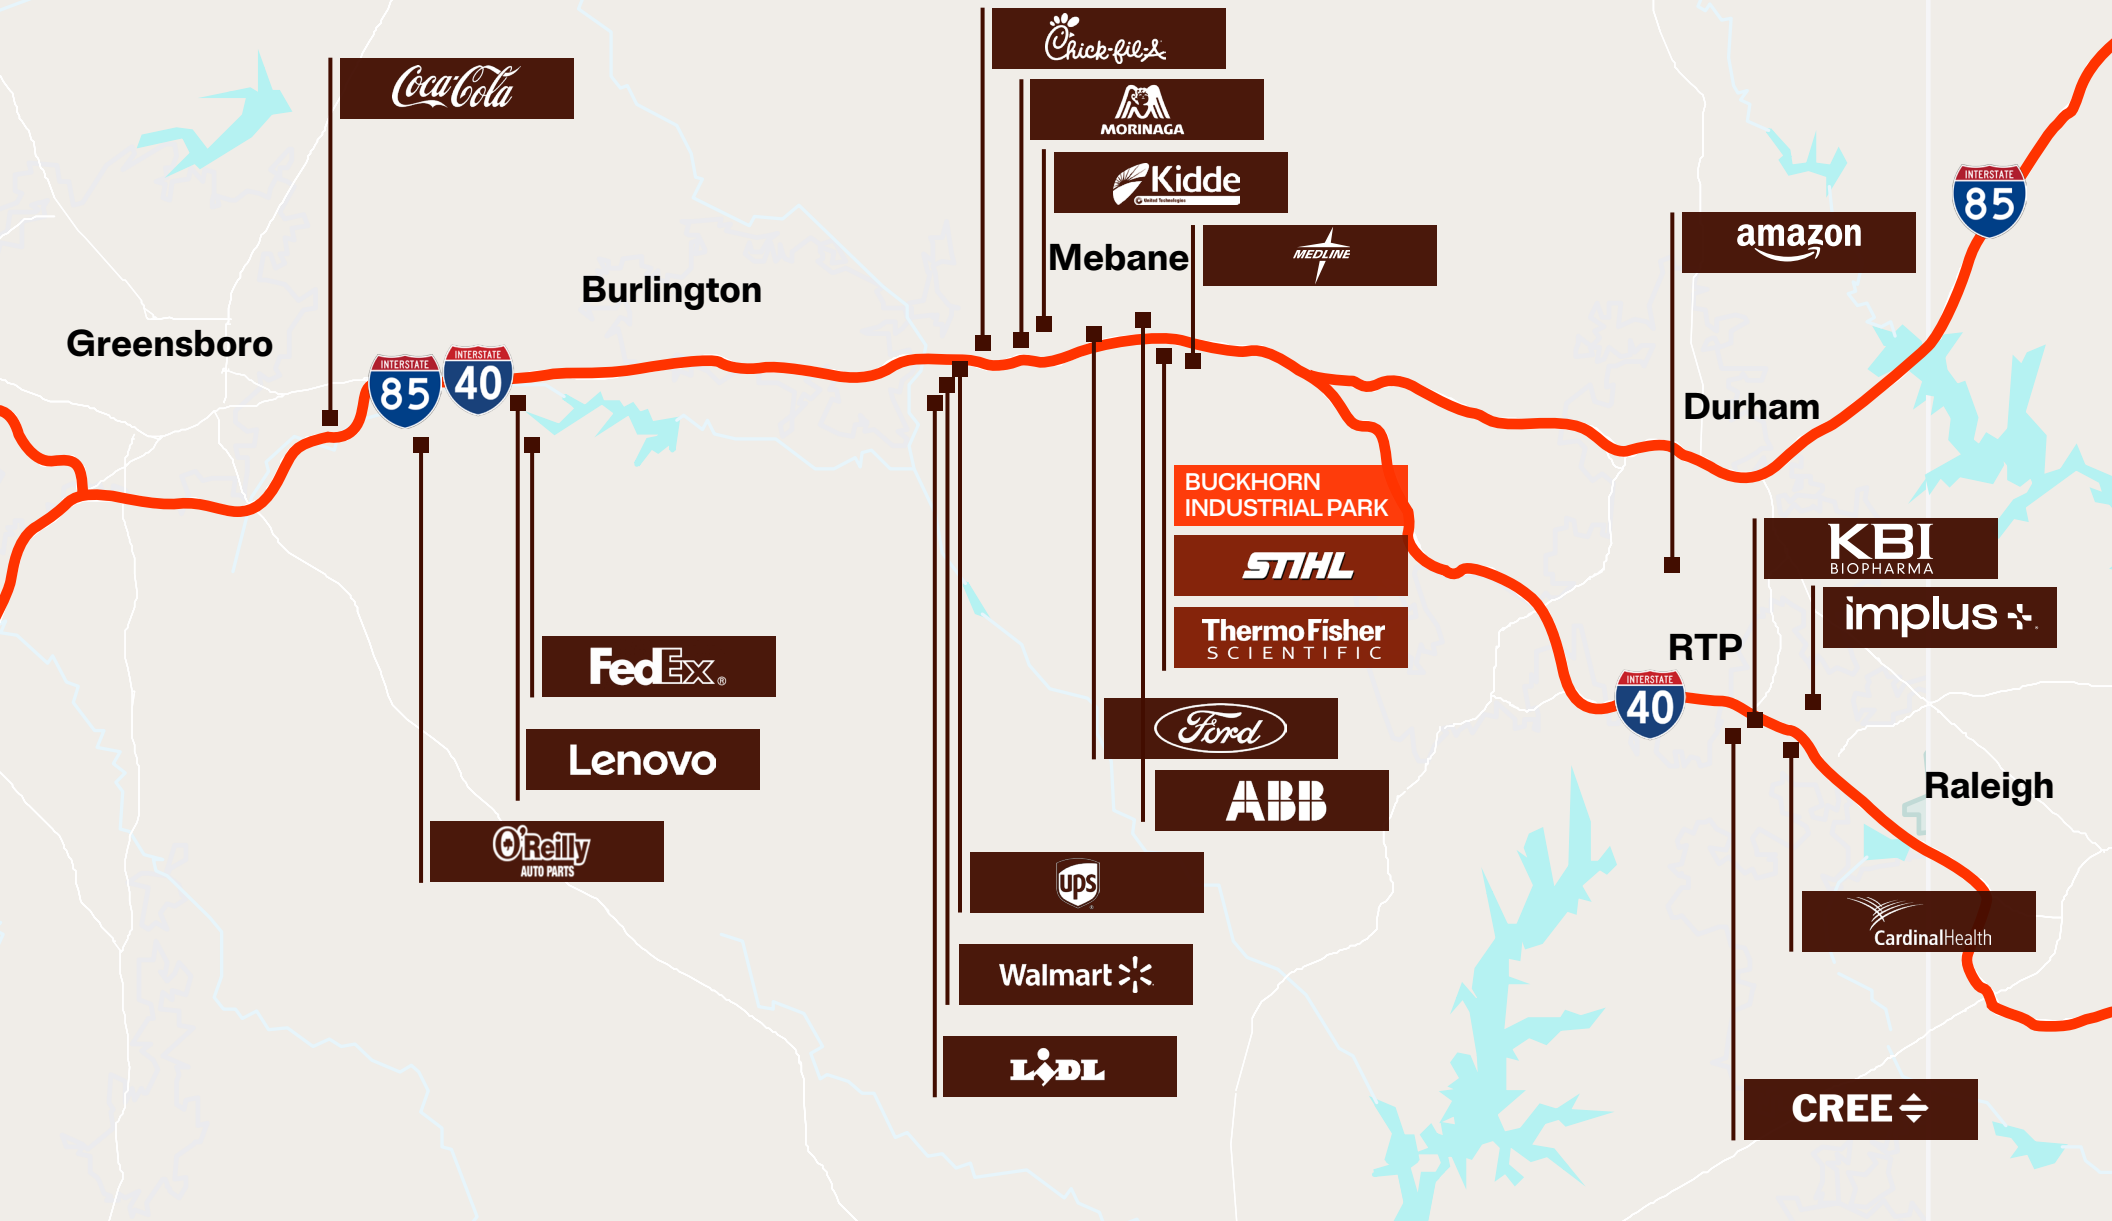 Chick-fil-A
Coca-Cola
MORINAGA
Kidde
United Technologies
amazon
INTERSTATE
85
MEDLINE
Mebane
Burlington
Greensboro
INTERSTATE
85
INTERSTATE
40
Durham
BUCKHORN
INDUSTRIAL PARK
STIHL
KBI
BIOPHARMA
implus
ThermoFisher
SCIENTIFIC
RTP
FedEx®
INTERSTATE
40
Ford
Lenovo
Raleigh
ABB
O'Reilly
AUTO PARTS
ups
CardinalHealth
Walmart
LIDL
CREE